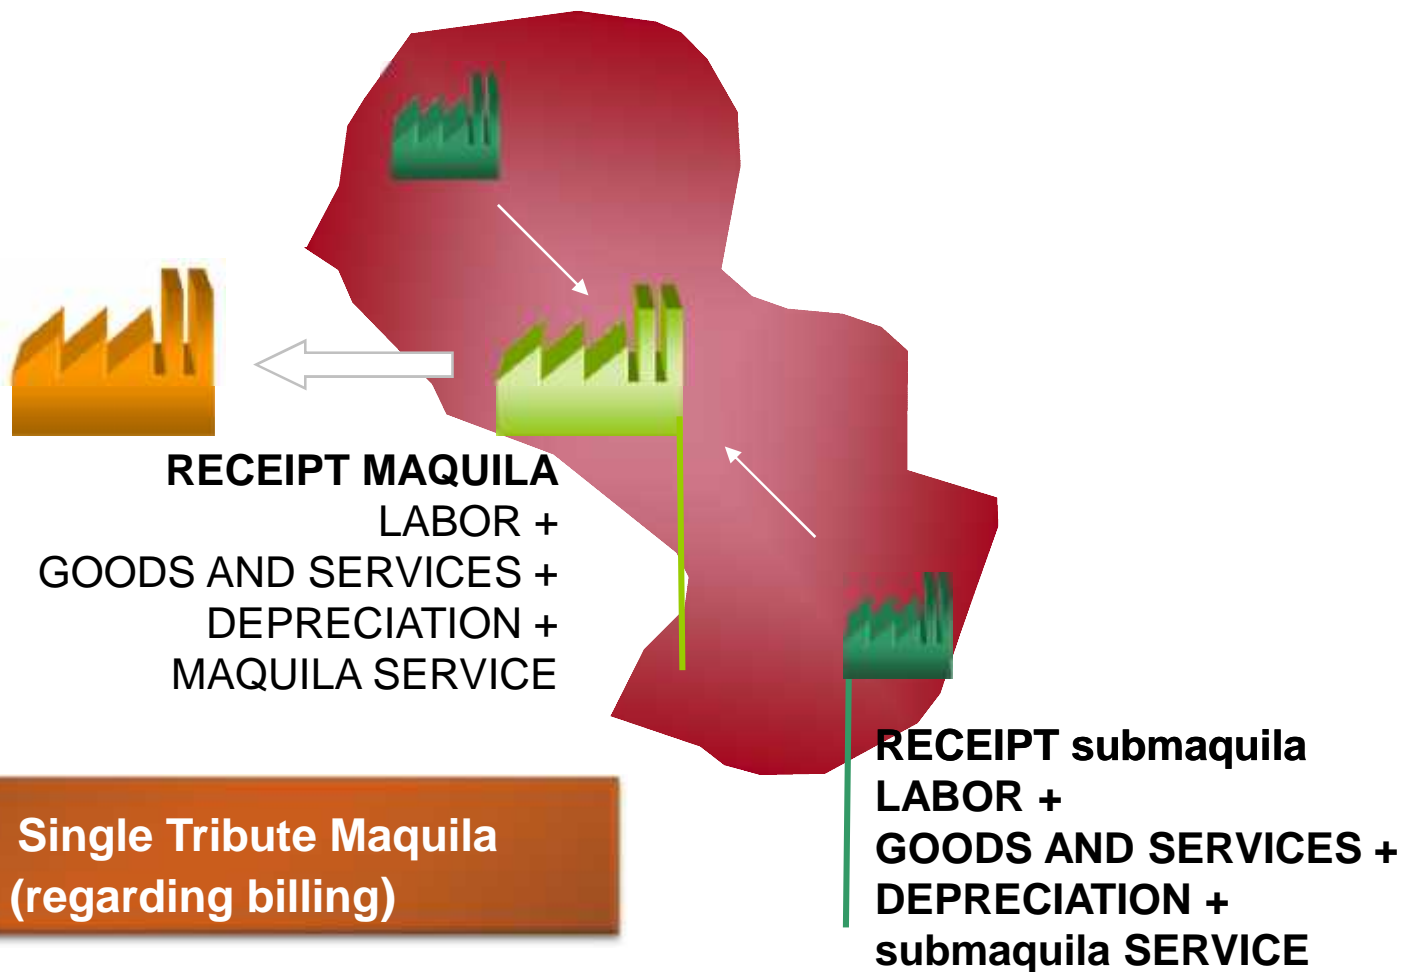 RECEIPT MAQUILA
LABOR +
GOODS AND SERVICES +
DEPRECIATION +
MAQUILA SERVICE
RECEIPT submaquila
LABOR +
GOODS AND SERVICES +
DEPRECIATION +
submaquila SERVICE
Single Tribute Maquila
(regarding billing)